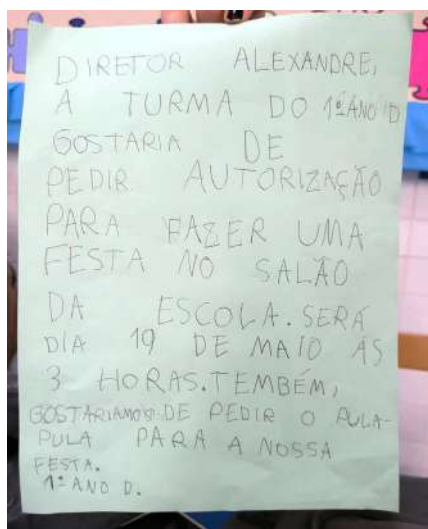 DIRETOR ALEXANDRE,
A TURMA DO 1º ANO D
GOSTARIA DE
PEDIR AUTORIZAÇÃO
PARA FAZER UMA
FESTA NO SALÃO
DA ESCOLA. SERÁ
DIA 19 DE MAIO ÁS
3 HORAS. TEMBÉM,
GOSTARIAMOS DE PEDIR O PULA-
PULA PARA A NOSSA
FESTA.
1º ANO D.